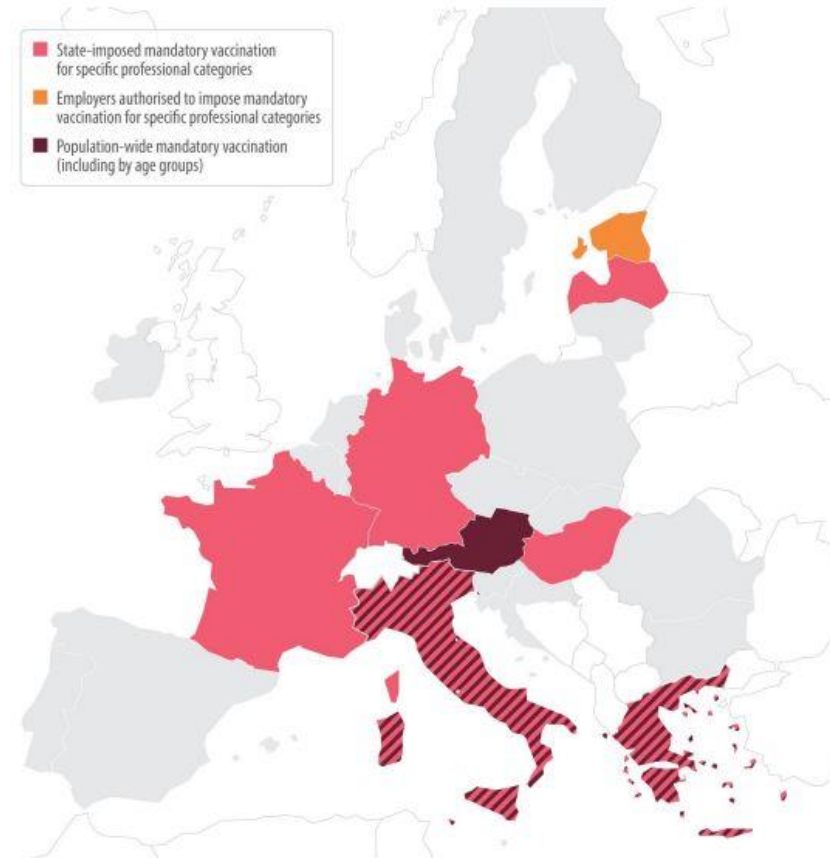 State-imposed mandatory vaccination
for specific professional categories
Employers authorised to impose mandatory
vaccination for specific professional categories
Population-wide mandatory vaccination
(including by age groups)